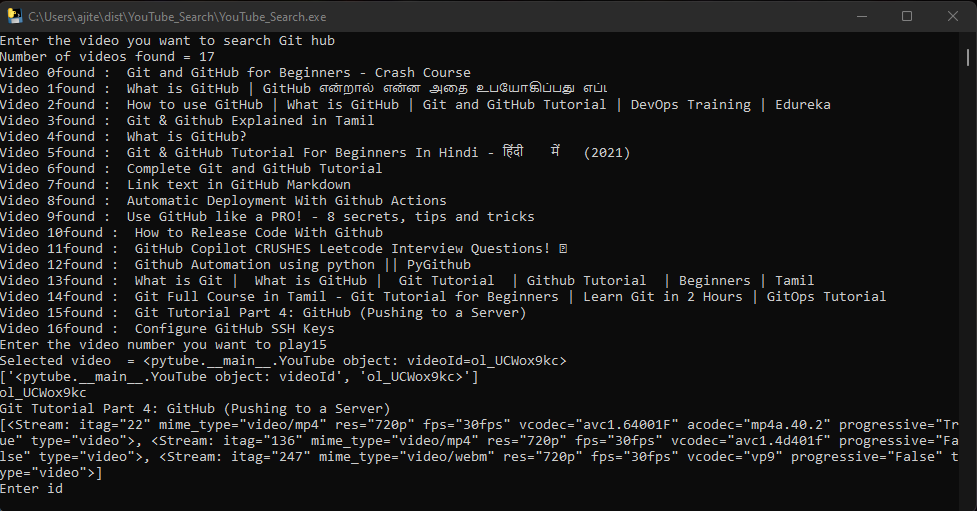 C:\Users\ajite\dist\YouTube_Search\YouTube_Search.exe
Enter the video you want to search Git hub
Number of videos found = 17
Video 0found :  Git and GitHub for Beginners - Crash Course
Video 1found :  What is GitHub | GitHub என்றால் என்ன அதை உபயோகிப்பது
Video 2found :  How to use GitHub | What is GitHub | Git and GitHub Tutorial | DevOps Training | Edureka
Video 3found :  Git & Github Explained in Tamil
Video 4found :  What is GitHub?
Video 5found :  Git & GitHub Tutorial For Beginners In Hindi - हिंदी में (2021)
Video 6found :  Complete Git and GitHub Tutorial
Video 7found :  Link text in GitHub Markdown
Video 8found :  Automatic Deployment With Github Actions
Video 9found :  Use GitHub like a PRO! - 8 secrets, tips and tricks
Video 10found :  How to Release Code With Github
Video 11found :  GitHub Copilot CRUSHES Leetcode Interview Questions!
Video 12found :  Github Automation using python || PyGithub
Video 13found :  What is Git |  What is GitHub |  Git Tutorial  | Github Tutorial  | Beginners | Tamil
Video 14found :  Git Full Course in Tamil - Git Tutorial for Beginners | Learn Git in 2 Hours | GitOps Tutorial
Video 15found :  Git Tutorial Part 4: GitHub (Pushing to a Server)
Video 16found :  Configure GitHub SSH Keys
Enter the video number you want to play15
Selected video  = <pytube.__main__.YouTube object: videoId=ol_UCWox9kc>
['<pytube.__main__.YouTube object: videoId', 'ol_UCWox9kc>']
ol_UCWox9kc
Git Tutorial Part 4: GitHub (Pushing to a Server)
[<Stream: itag="22" mime_type="video/mp4" res="720p" fps="30fps" vcodec="avc1.64001F" acodec="mp4a.40.2" progressive="Tr
ue" type="video">, <Stream: itag="136" mime_type="video/mp4" res="720p" fps="30fps" vcodec="avc1.4d401f" progressive="Fa
lse" type="video">, <Stream: itag="247" mime_type="video/webm" res="720p" fps="30fps" vcodec="vp9" progressive="False" t
ype="video">]
Enter id